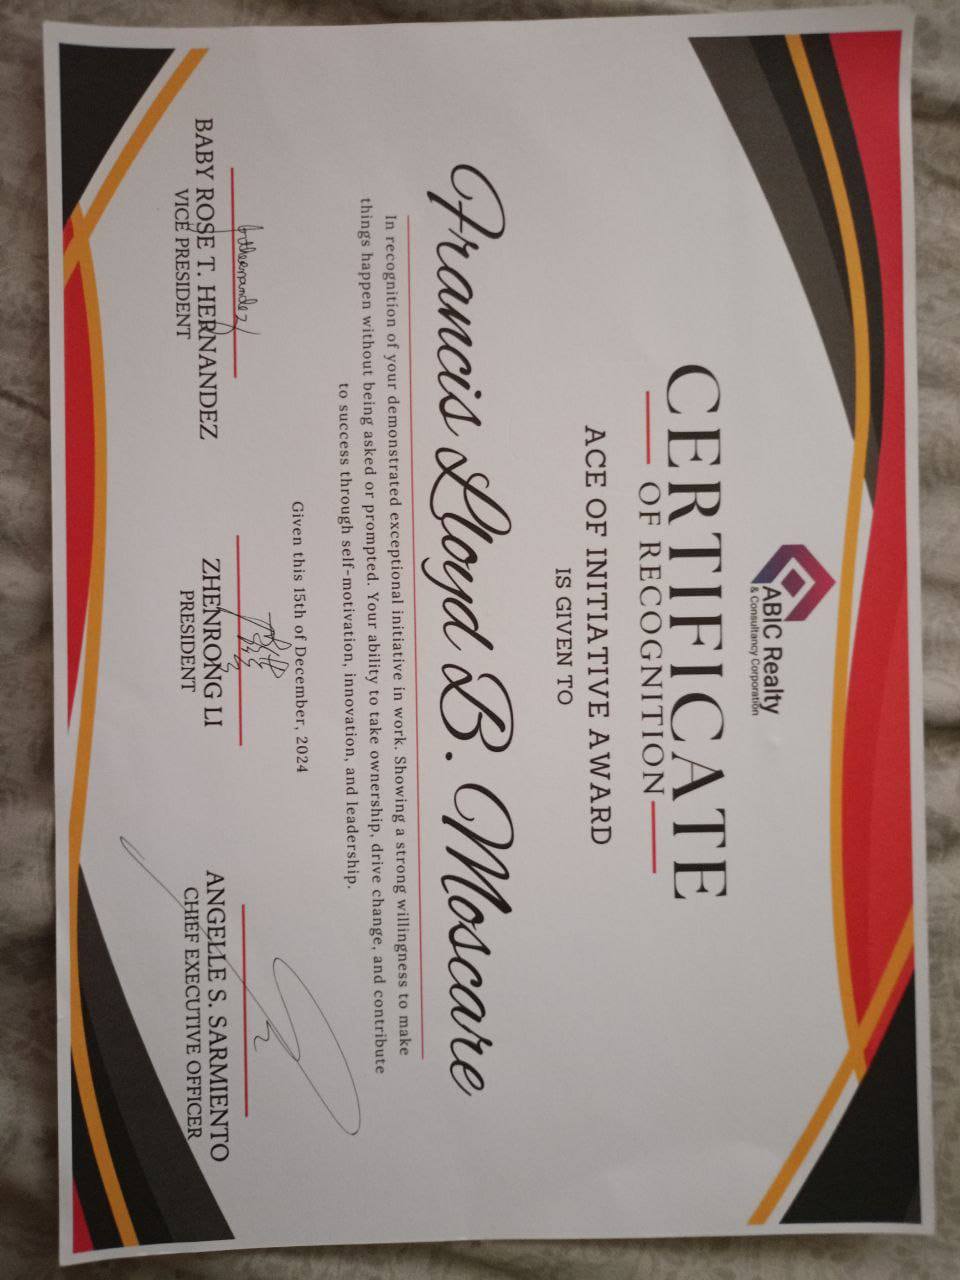 ABIC Realty
& Consultancy Corporation
CERTIFICATE
OF RECOGNITION
ACE OF INITIATIVE AWARD
IS GIVEN TO
Francis Lloyd B. Moscare
In recognition of your demonstrated exceptional initiative in work. Showing a strong willingness to make
things happen without being asked or prompted. Your ability to take ownership, drive change, and contribute
to success through self-motivation, innovation, and leadership.
Given this 15th of December, 2024
BABY ROSE T. HERNANDEZ
VICE PRESIDENT
ZHENRONG LI
PRESIDENT
ANGELLE S. SARMIENTO
CHIEF EXECUTIVE OFFICER